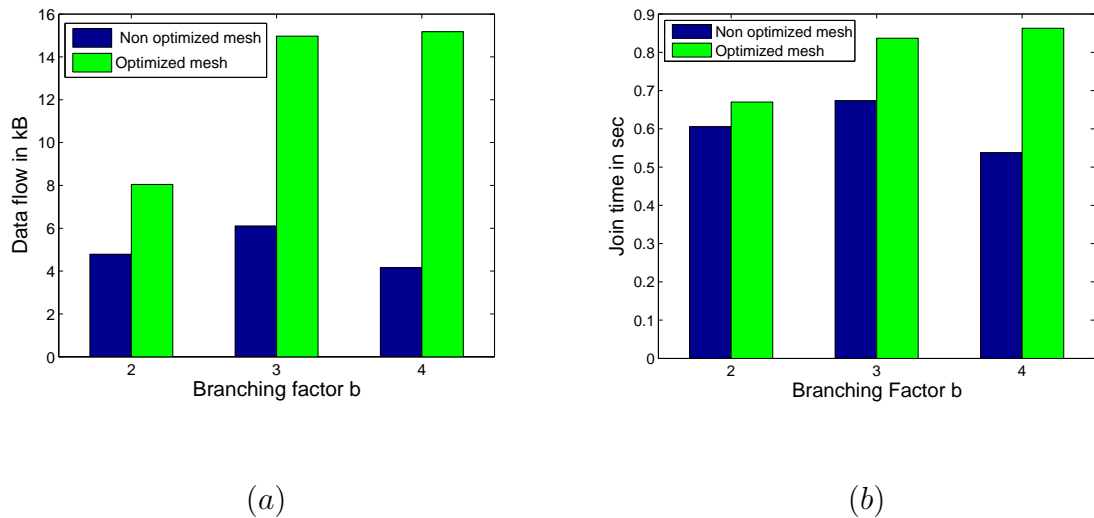 16
14
12
10
8
6
4
2
0
Data flow in kB
Non optimized mesh
Optimized mesh
2 3 4
Branching factor b
(a)
0.9
0.8
0.7
0.6
0.5
0.4
0.3
0.2
0.1
0
Join time in sec
Non optimized mesh
Optimized mesh
2 3 4
Branching Factor b
(b)